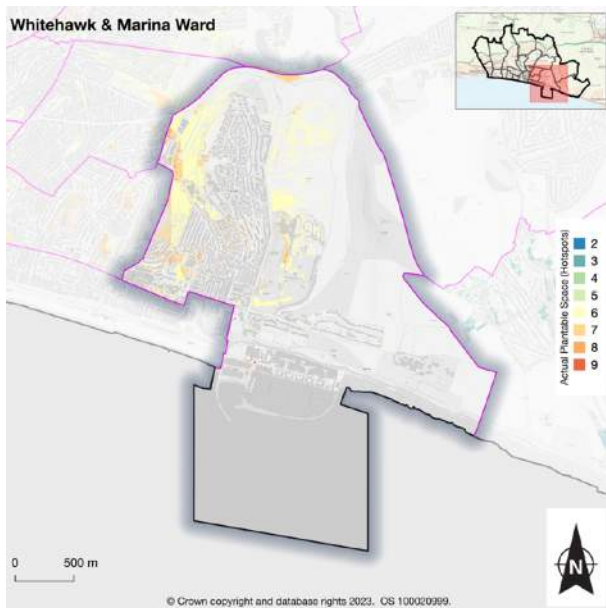 Whitehawk & Marina Ward
Actual Plantable Space (Hotspots)
2
3
4
5
6
7
8
9
0 500 m
N
© Crown copyright and database rights 2023. OS 100020999.